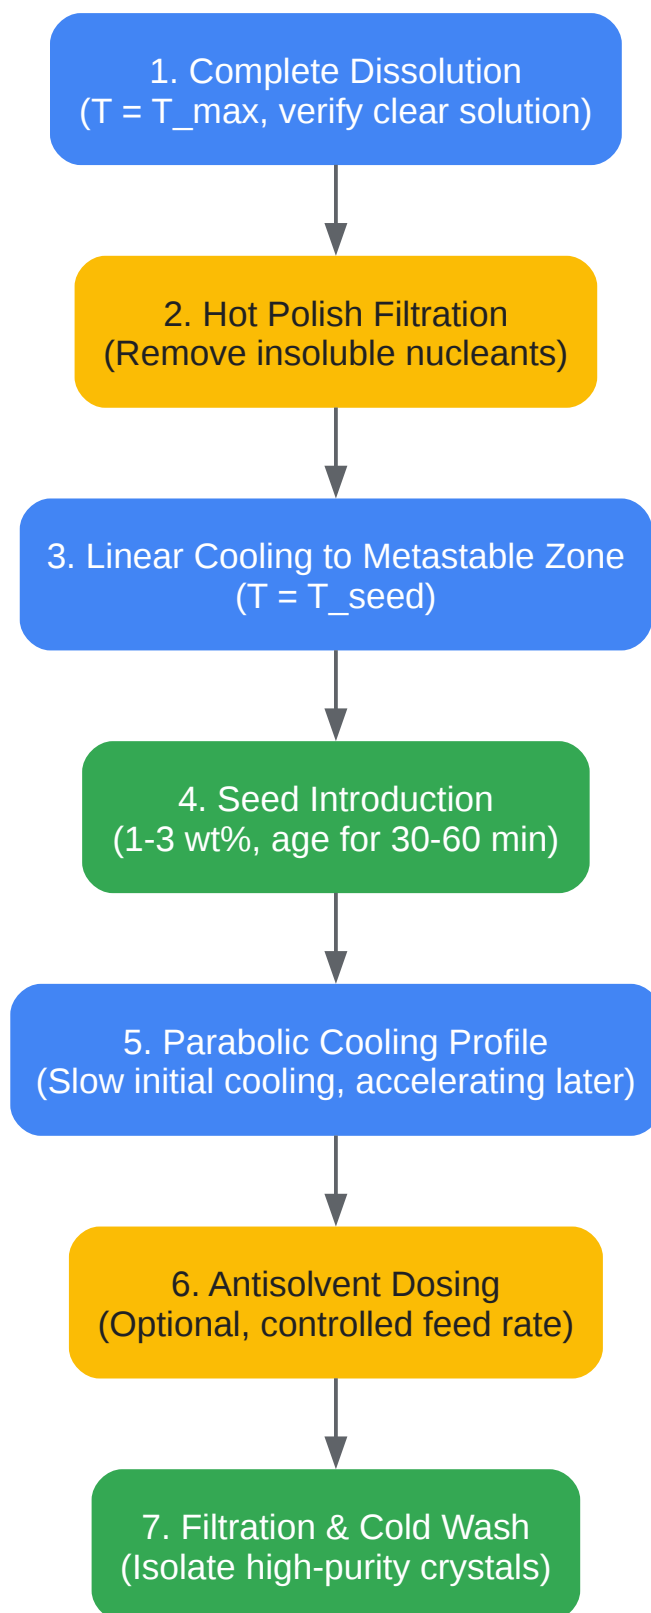 1. Complete Dissolution
(T = T_max, verify clear solution)
2. Hot Polish Filtration
(Remove insoluble nucleants)
3. Linear Cooling to Metastable Zone
(T = T_seed)
4. Seed Introduction
(1-3 wt%, age for 30-60 min)
5. Parabolic Cooling Profile
(Slow initial cooling, accelerating later)
6. Antisolvent Dosing
(Optional, controlled feed rate)
7. Filtration & Cold Wash
(Isolate high-purity crystals)